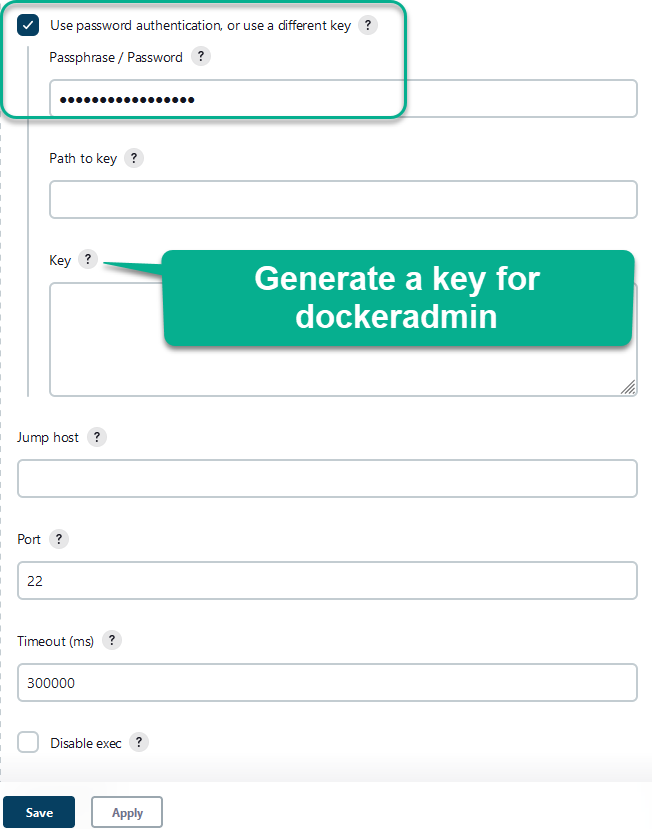 Use password authentication, or use a different key ?
Passphrase / Password ?
•••••••••••••••••
Path to key ?
Key ?
Generate a key for
dockeradmin
Jump host ?
Port ?
22
Timeout (ms) ?
300000
Disable exec ?
Save Apply